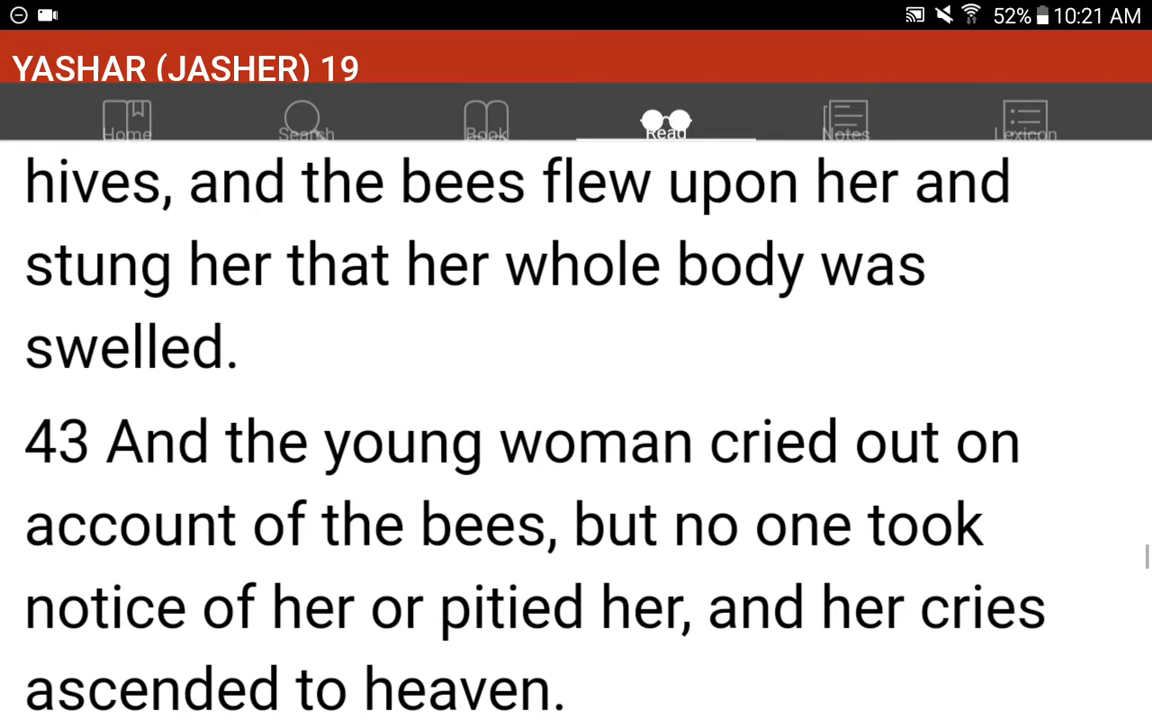 52% 10:21 AM
YASHAR (JASHER) 19
Home Search Book Read Notes Lexicon
hives, and the bees flew upon her and
stung her that her whole body was
swelled.
43 And the young woman cried out on
account of the bees, but no one took
notice of her or pitied her, and her cries
ascended to heaven.